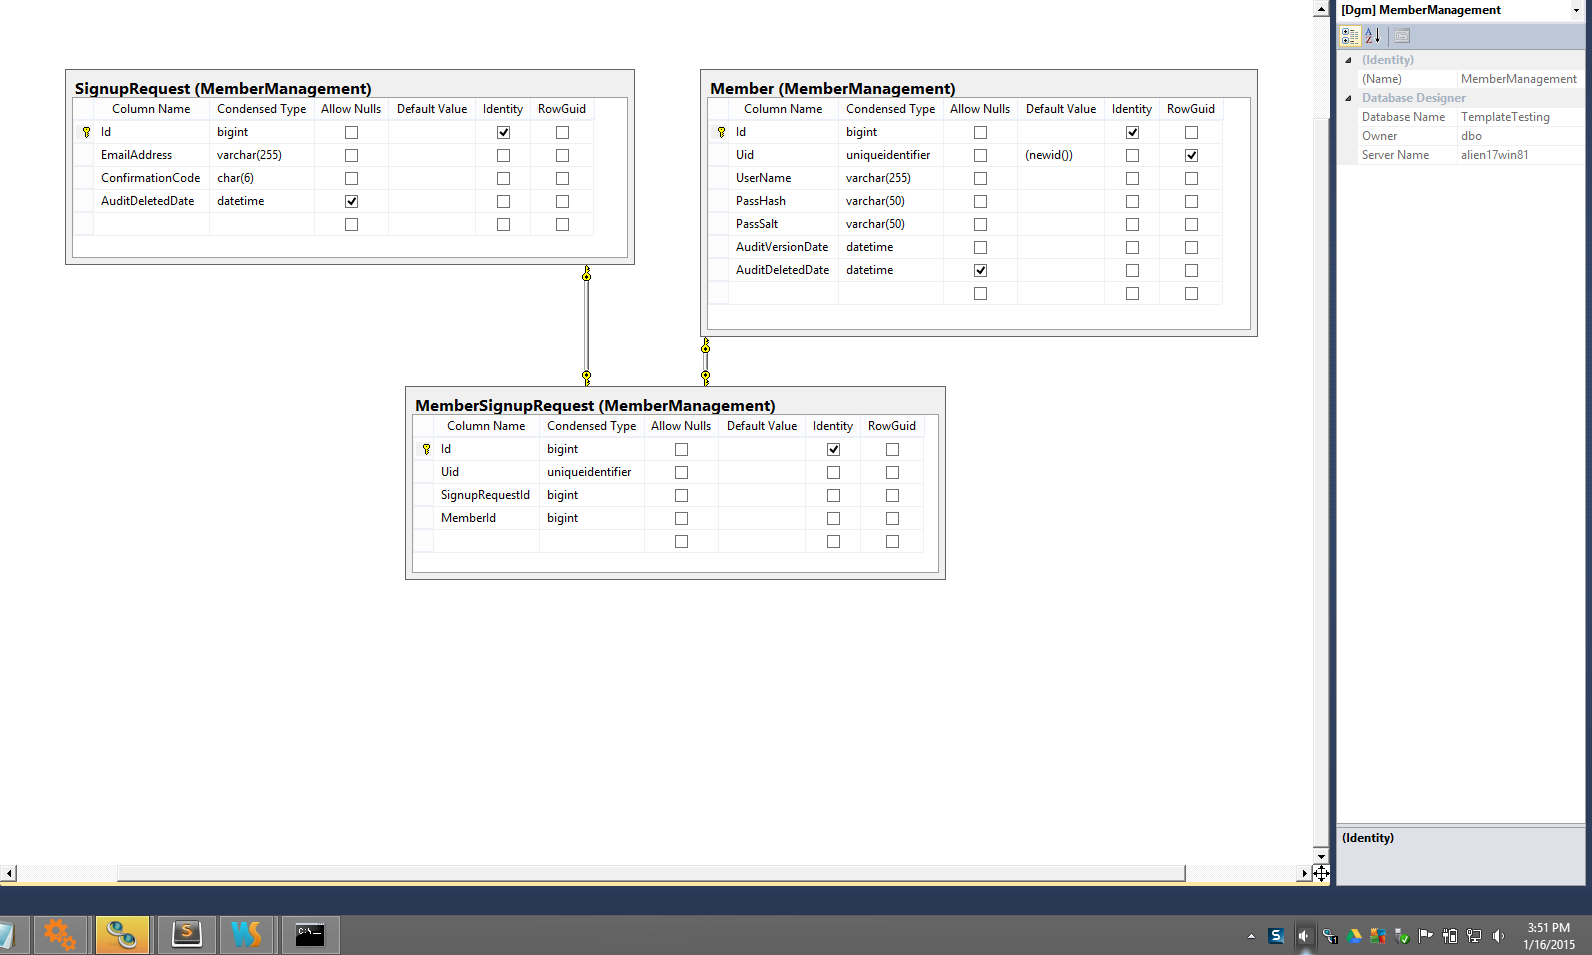 [Dgm] MemberManagement
(Identity)
(Name) MemberManagement
Database Designer
Database Name TemplateTesting
Owner dbo
Server Name alien17win81
SignupRequest (MemberManagement)
Column Name Condensed Type Allow Nulls Default Value Identity RowGuid
Id bigint
EmailAddress varchar(255)
ConfirmationCode char(6)
AuditDeletedDate datetime
Member (MemberManagement)
Column Name Condensed Type Allow Nulls Default Value Identity RowGuid
Id bigint
Uid uniqueidentifier (newid())
UserName varchar(255)
PassHash varchar(50)
PassSalt varchar(50)
AuditVersionDate datetime
AuditDeletedDate datetime
MemberSignupRequest (MemberManagement)
Column Name Condensed Type Allow Nulls Default Value Identity RowGuid
Id bigint
Uid uniqueidentifier
SignupRequestId bigint
MemberId bigint
(Identity)
3:51 PM
1/16/2015